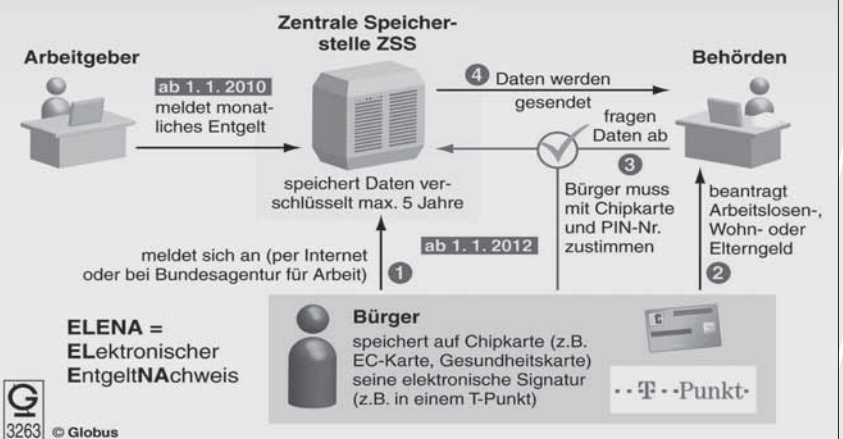 Zentrale Speicher-
stelle ZSS
Arbeitgeber
Behörden
ab 1. 1. 2010
meldet monat-
liches Entgelt
4 Daten werden
gesendet
fragen
Daten ab
3
speichert Daten ver-
schlüsselt max. 5 Jahre
Bürger muss
mit Chipkarte
und PIN-Nr.
zustimmen
beantragt
Arbeitslosen-,
Wohn- oder
Elterngeld
2
ab 1. 1. 2012
meldet sich an (per Internet
oder bei Bundesagentur für Arbeit)
1
ELENA =
ELektronischer
EntgeltNAchweis
Bürger
speichert auf Chipkarte (z.B.
EC-Karte, Gesundheitskarte)
seine elektronische Signatur
(z.B. in einem T-Punkt)
··T··Punkt·
G
3263 © Globus